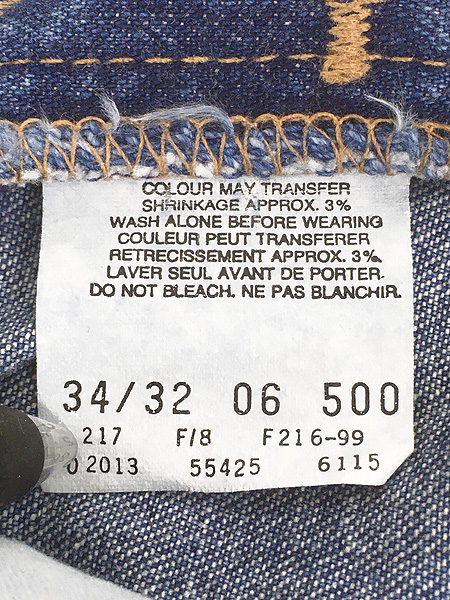 COLOUR MAY TRANSFER
SHRINKAGE APPROX. 3%
WASH ALONE BEFORE WEARING
COULEUR PEUT TRANSFERER
RETRECISSEMENT APPROX. 3%.
LAVER SEUL AVANT DE PORTER.
DO NOT BLEACH. NE PAS BLANCHIR.
34/32 06 500
217 F/8 F216-99
02013 55425 6115